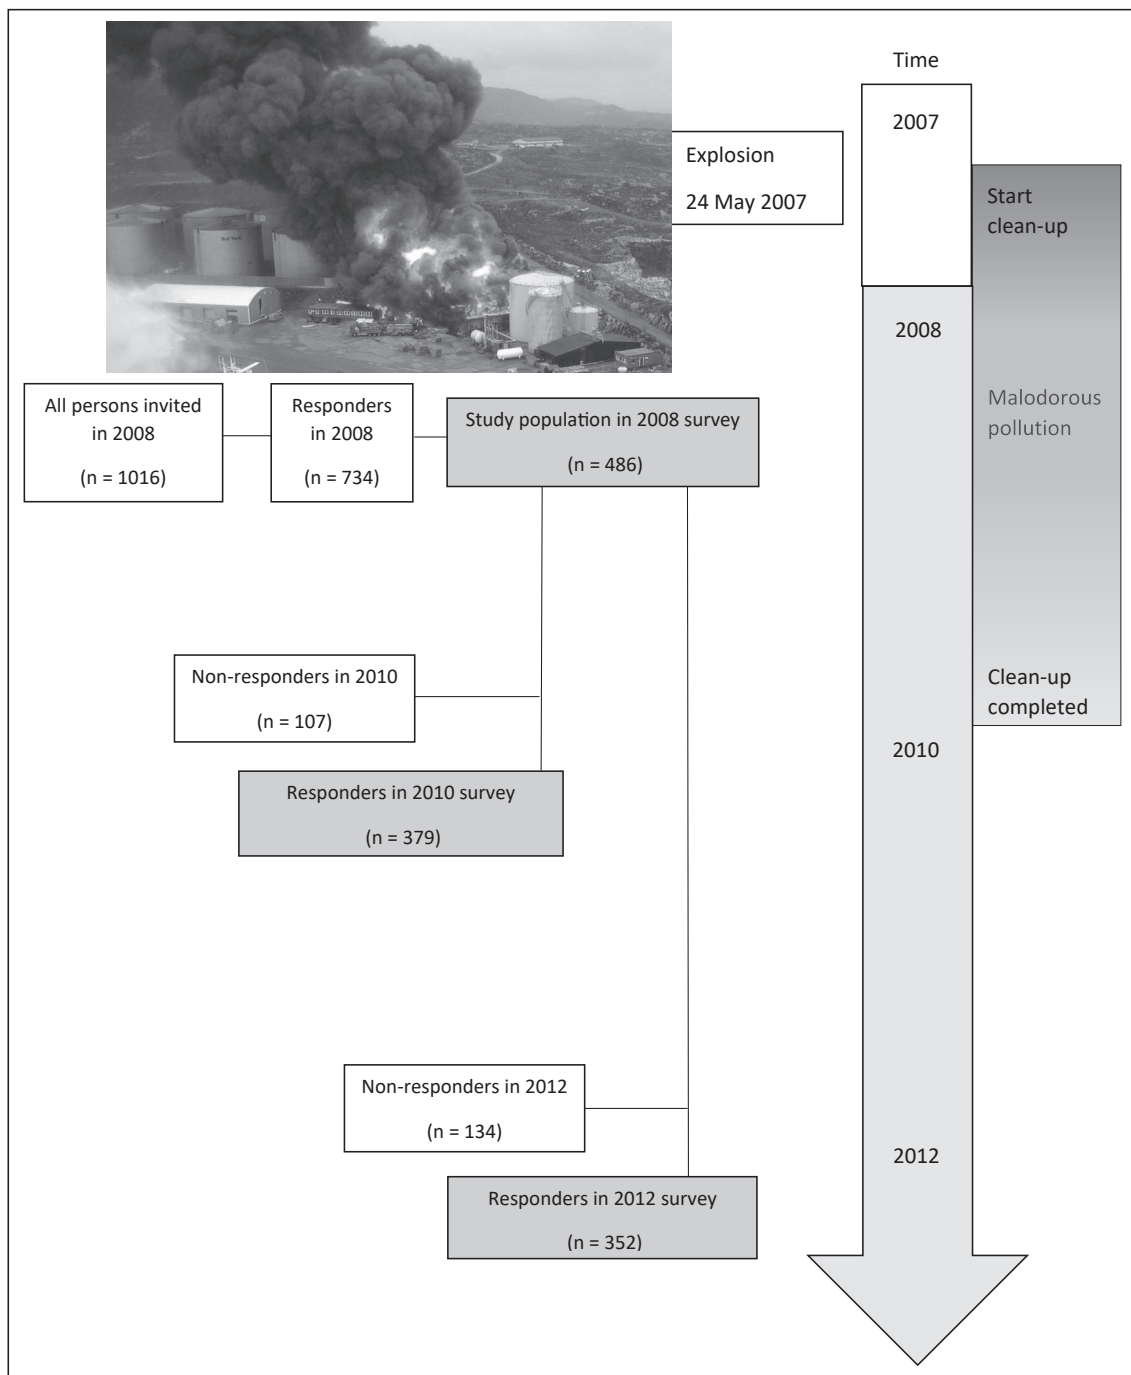 Time
2007
Explosion
24 May 2007
Start
clean-up
2008
Malodorous
pollution
All persons invited
in 2008
(n = 1016)
Responders
in 2008
(n = 734)
Study population in 2008 survey
(n = 486)
Non-responders in 2010
(n = 107)
Clean-up
completed
2010
Responders in 2010 survey
(n = 379)
Non-responders in 2012
(n = 134)
2012
Responders in 2012 survey
(n = 352)